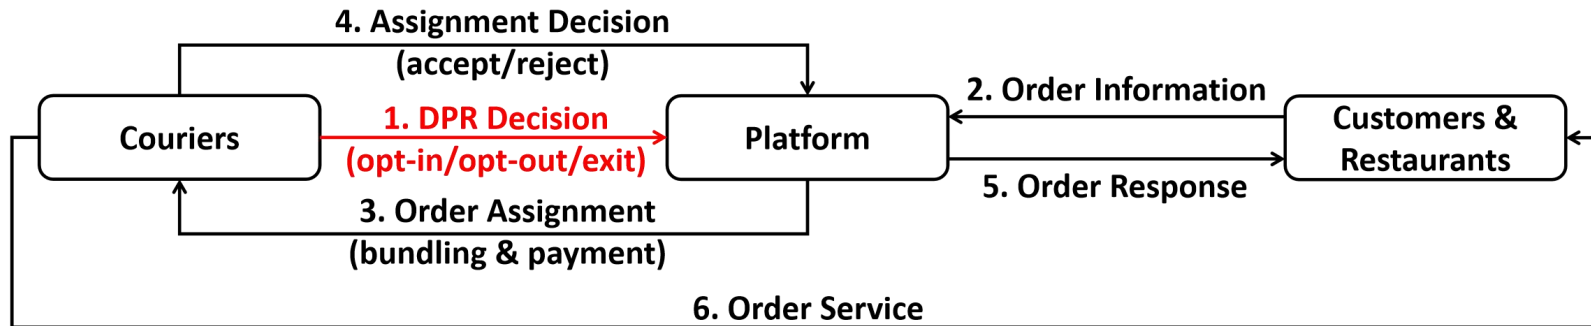 4. Assignment Decision
(accept/reject)
Couriers
1. DPR Decision
(opt-in/opt-out/exit)
Platform
2. Order Information
5. Order Response
Customers &
Restaurants
3. Order Assignment
(bundling & payment)
6. Order Service